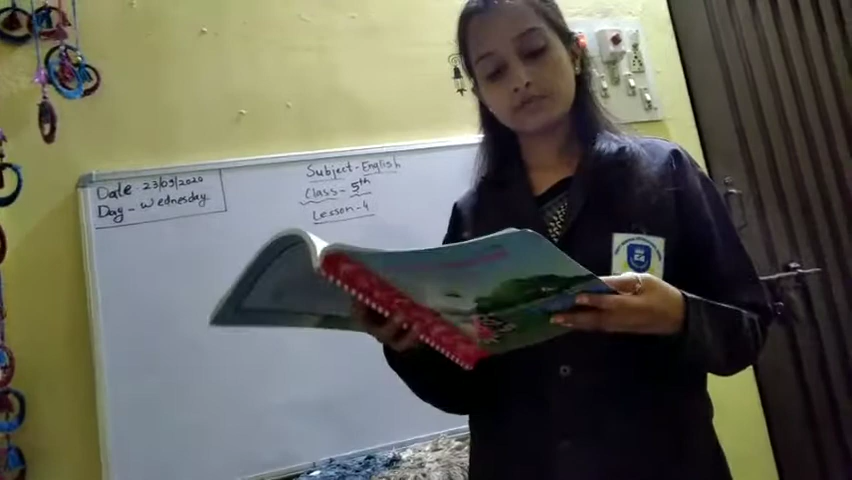 Date 23/09/2020
Day - Wednesday
Subject - English
Class - 5th
Lesson - 4